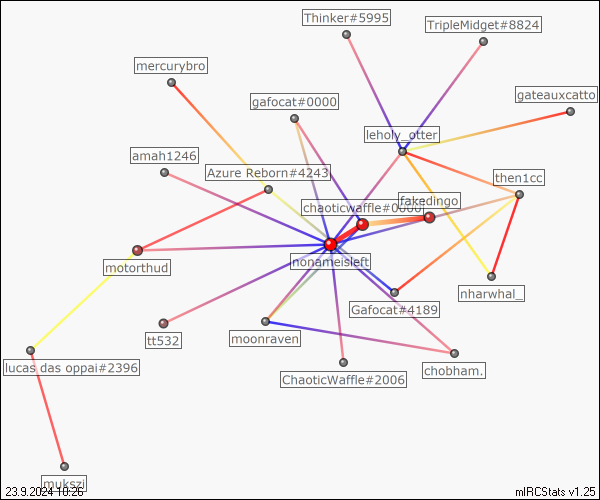 Thinker#5995
TripleMidget#8824
mercurybro
gateauxcatto
gafocat#0000
leholy_otter
amah1246
Azure Reborn#4243
then1cc
fakedingo
chaoticwaffle#0000
nonameisleft
motorthud
nharwhal_
Gafocat#4189
tt532
moonraven
lucas das oppai#2396
ChaoticWaffle#2006
chobham.
mukszi
23.9.2024 10:26
mIRCStats v1.25